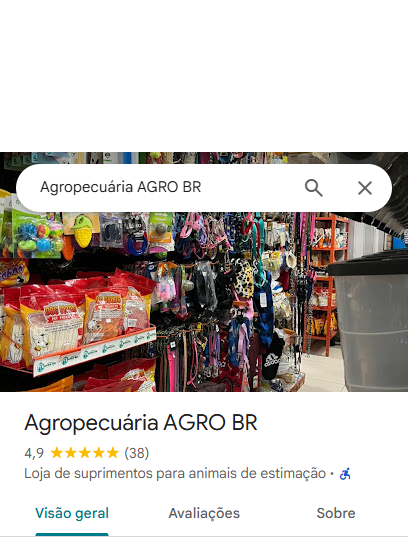 Agropecuária AGRO BR
Agropecuária AGRO BR
4,9 ★★★★★ (38)
Loja de suprimentos para animais de estimação ·
Visão geral
Avaliações
Sobre